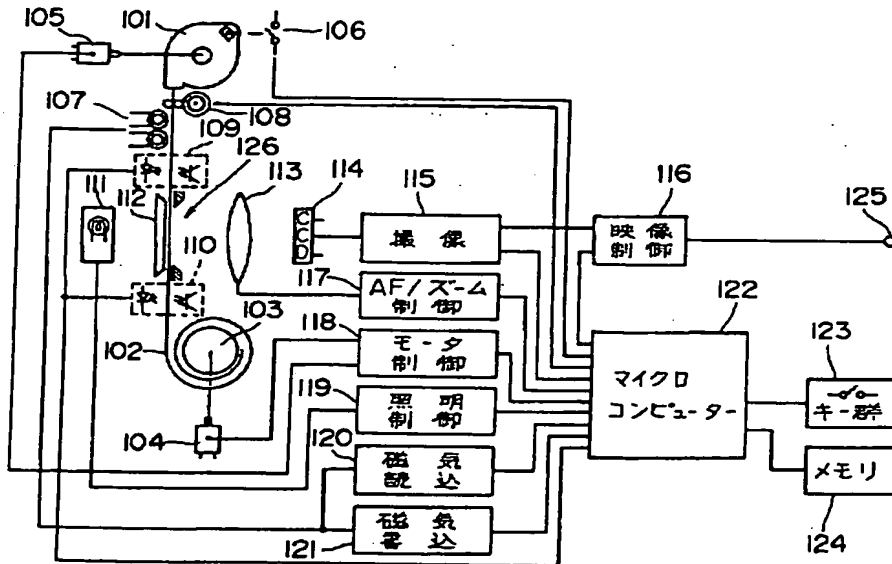 105
101
106
107
108
109
126
113
114
115
116
125
111
112
CCD
撮像
映像
制御
110
117
AF/ズーム
制御
122
102
103
118
モータ
制御
マイクロ
コンピューター
123
キー群
119
照明
制御
104
120
磁気
読込
メモリ
124
121
磁気
書込